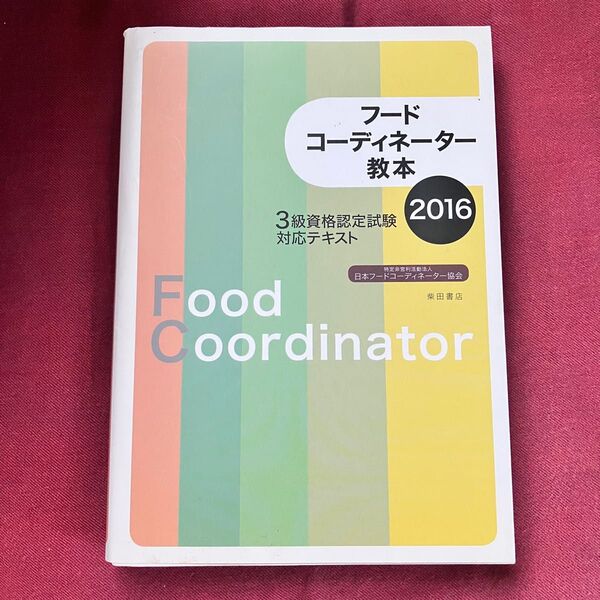 フード
コーディネーター
教本
2016
3級資格認定試験
対応テキスト
特定非営利活動法人
日本フードコーディネーター協会
柴田書店
Food
Coordinator